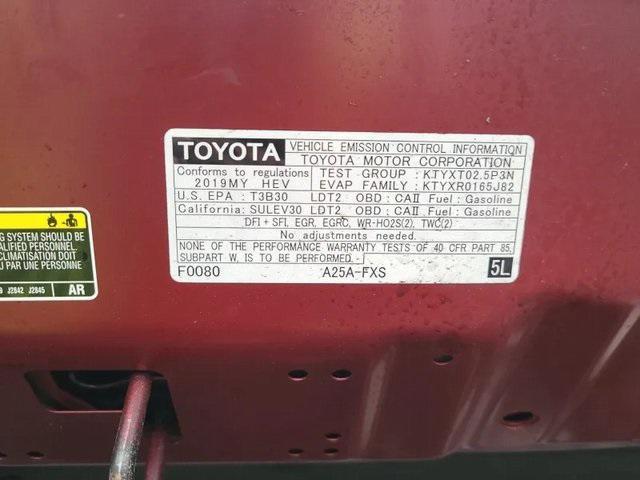 TOYOTA
VEHICLE EMISSION CONTROL INFORMATION
TOYOTA MOTOR CORPORATION
Conforms to regulations
2019MY HEV
TEST GROUP : KTYXT02.5P3N
EVAP FAMILY : KTYXR0165J82
U.S. EPA : T3B30 LDT2 OBD : CAII Fuel : Gasoline
California: SULEV30 LDT2 OBD : CAII Fuel : Gasoline
DFI + SFI, EGR, EGRC, WR-HO2S(2), TWC(2)
No adjustments needed.
NONE OF THE PERFORMANCE WARRANTY TESTS OF 40 CFR PART 85,
SUBPART W, IS TO BE PERFORMED.
F0080 A25A-FXS 5L
G SYSTEM SHOULD BE
ALIFIED PERSONNEL.
IMATISATION DOIT
PAR UN PERSONNE
9 J2842 J2845 AR